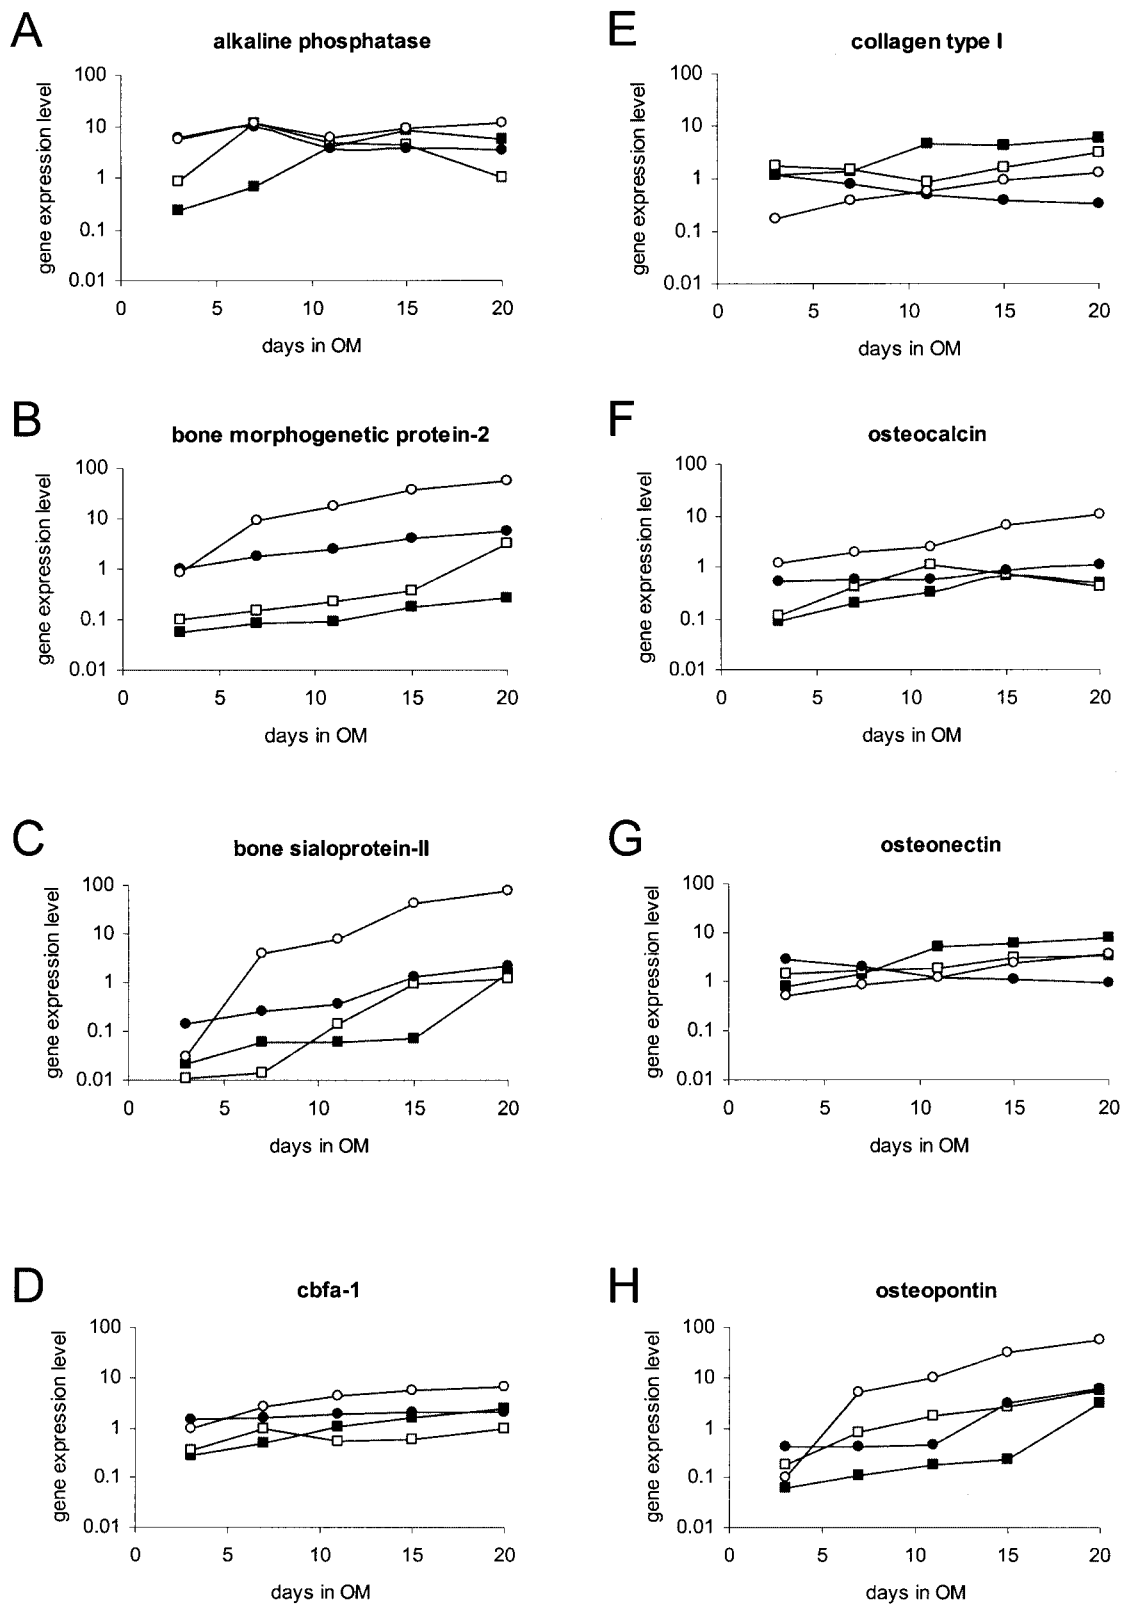 A
alkaline phosphatase
gene expression level
100
10
1
0.1
0.01
0 5 10 15 20
days in OM
E
collagen type I
gene expression level
100
10
1
0.1
0.01
0 5 10 15 20
days in OM
B
bone morphogenetic protein-2
gene expression level
100
10
1
0.1
0.01
0 5 10 15 20
days in OM
F
osteocalcin
gene expression level
100
10
1
0.1
0.01
0 5 10 15 20
days in OM
C
bone sialoprotein-II
gene expression level
100
10
1
0.1
0.01
0 5 10 15 20
days in OM
G
osteonectin
gene expression level
100
10
1
0.1
0.01
0 5 10 15 20
days in OM
D
cbfa-1
gene expression level
100
10
1
0.1
0.01
0 5 10 15 20
days in OM
H
osteopontin
gene expression level
100
10
1
0.1
0.01
0 5 10 15 20
days in OM